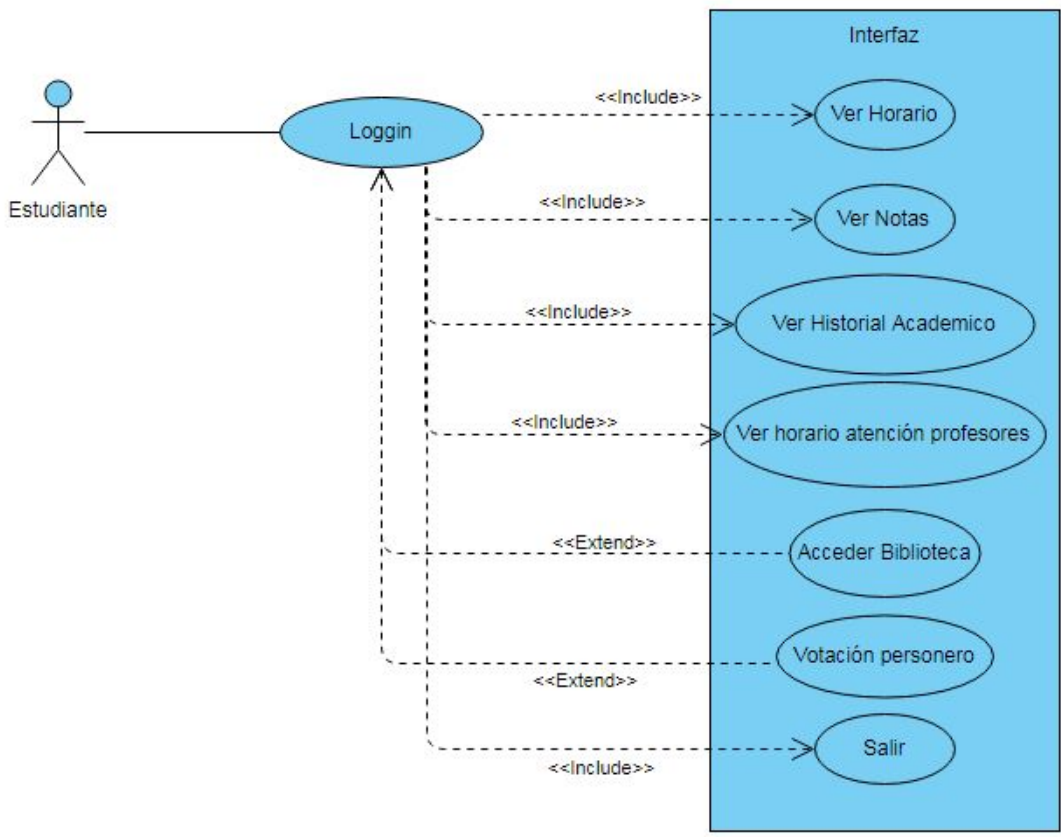 Interfaz
<<Include>>
Ver Horario
Loggin
Estudiante
<<Include>>
Ver Notas
<<Include>>
Ver Historial Academico
<<Include>>
Ver horario atención profesores
<<Extend>>
Acceder Biblioteca
Votación personero
<<Extend>>
Salir
<<Include>>